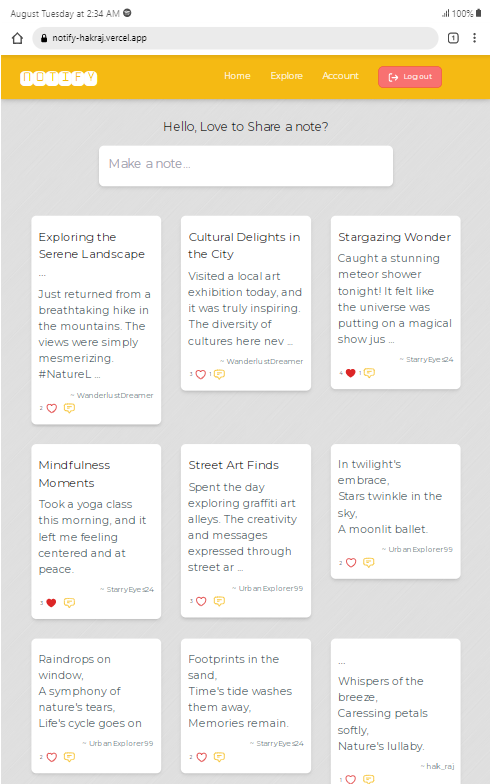 August Tuesday at 2:34 AM
100%
notify-hakraj.vercel.app
1
NOTIFY
Home
Explore
Account
Log out
Hello, Love to Share a note?
Make a note...
Exploring the
Serene Landscape
...
Just returned from a
breathtaking hike in
the mountains. The
views were simply
mesmerizing.
#NatureL ...
~ WanderlustDreamer
2
Cultural Delights in
the City
Visited a local art
exhibition today, and
it was truly inspiring.
The diversity of
cultures here nev ...
~ WanderlustDreamer
3 1
Stargazing Wonder
Caught a stunning
meteor shower
tonight! It felt like
the universe was
putting on a magical
show jus ...
~ StarryEyes24
4 1
Mindfulness
Moments
Took a yoga class
this morning, and it
left me feeling
centered and at
peace.
~ StarryEyes24
3
Street Art Finds
Spent the day
exploring graffiti art
alleys. The creativity
and messages
expressed through
street ar ...
~ UrbanExplorer99
3
In twilight's
embrace,
Stars twinkle in the
sky,
A moonlit ballet.
~ UrbanExplorer99
2
Raindrops on
window,
A symphony of
nature's tears,
Life's cycle goes on
~ UrbanExplorer99
2
Footprints in the
sand,
Time's tide washes
them away,
Memories remain.
~ StarryEyes24
2
...
Whispers of the
breeze,
Caressing petals
softly,
Nature's lullaby.
~ hak_raj
1